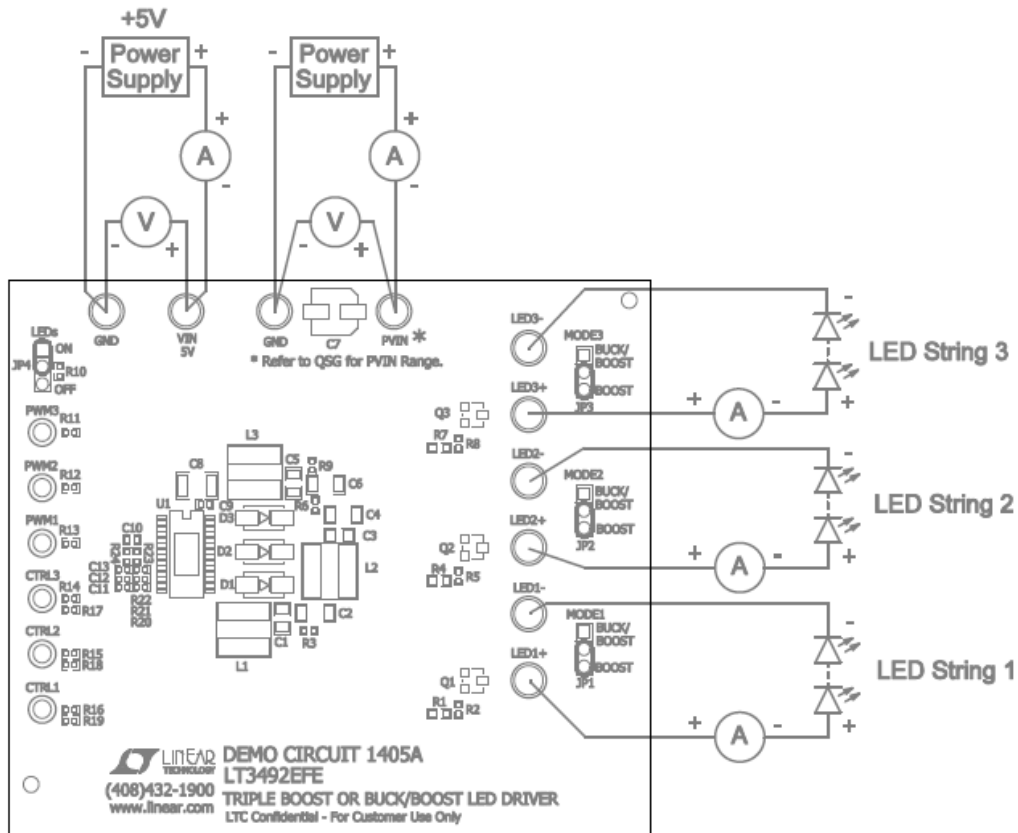 +5V
- Power Supply +
- Power Supply +
+
A
-
+
A
-
V
- +
V
- +
GND
VIN
5V
GND
C7
PVIN *
* Refer to QSG for PVIN Range.
LEDs
ON
JP4
R10
OFF
PWM3
R11
PWM2
R12
PWM1
R13
CTRL3
R14
R17
CTRL2
R15
R18
CTRL1
R16
R19
L3
C8
C5
R9
C6
U1
C9
R6
D3
C4
C3
C10
R24
R23
D2
L2
C13
C12
C11
D1
R22
R21
R20
C2
C1
R3
L1
Q3
R7
R8
Q2
R4
R5
Q1
R1
R2
LED3-
MODE3
BUCK/
BOOST
BOOST
JP3
LED3+
LED2-
MODE2
BUCK/
BOOST
BOOST
JP2
LED2+
LED1-
MODE1
BUCK/
BOOST
BOOST
JP1
LED1+
-
LED String 3
+ A - +
-
LED String 2
+ A - +
-
LED String 1
+ A - +
LINEAR
TECHNOLOGY
DEMO CIRCUIT 1405A
LT3492EFE
(408)432-1900
www.linear.com
TRIPLE BOOST OR BUCK/BOOST LED DRIVER
LTC Confidential - For Customer Use Only